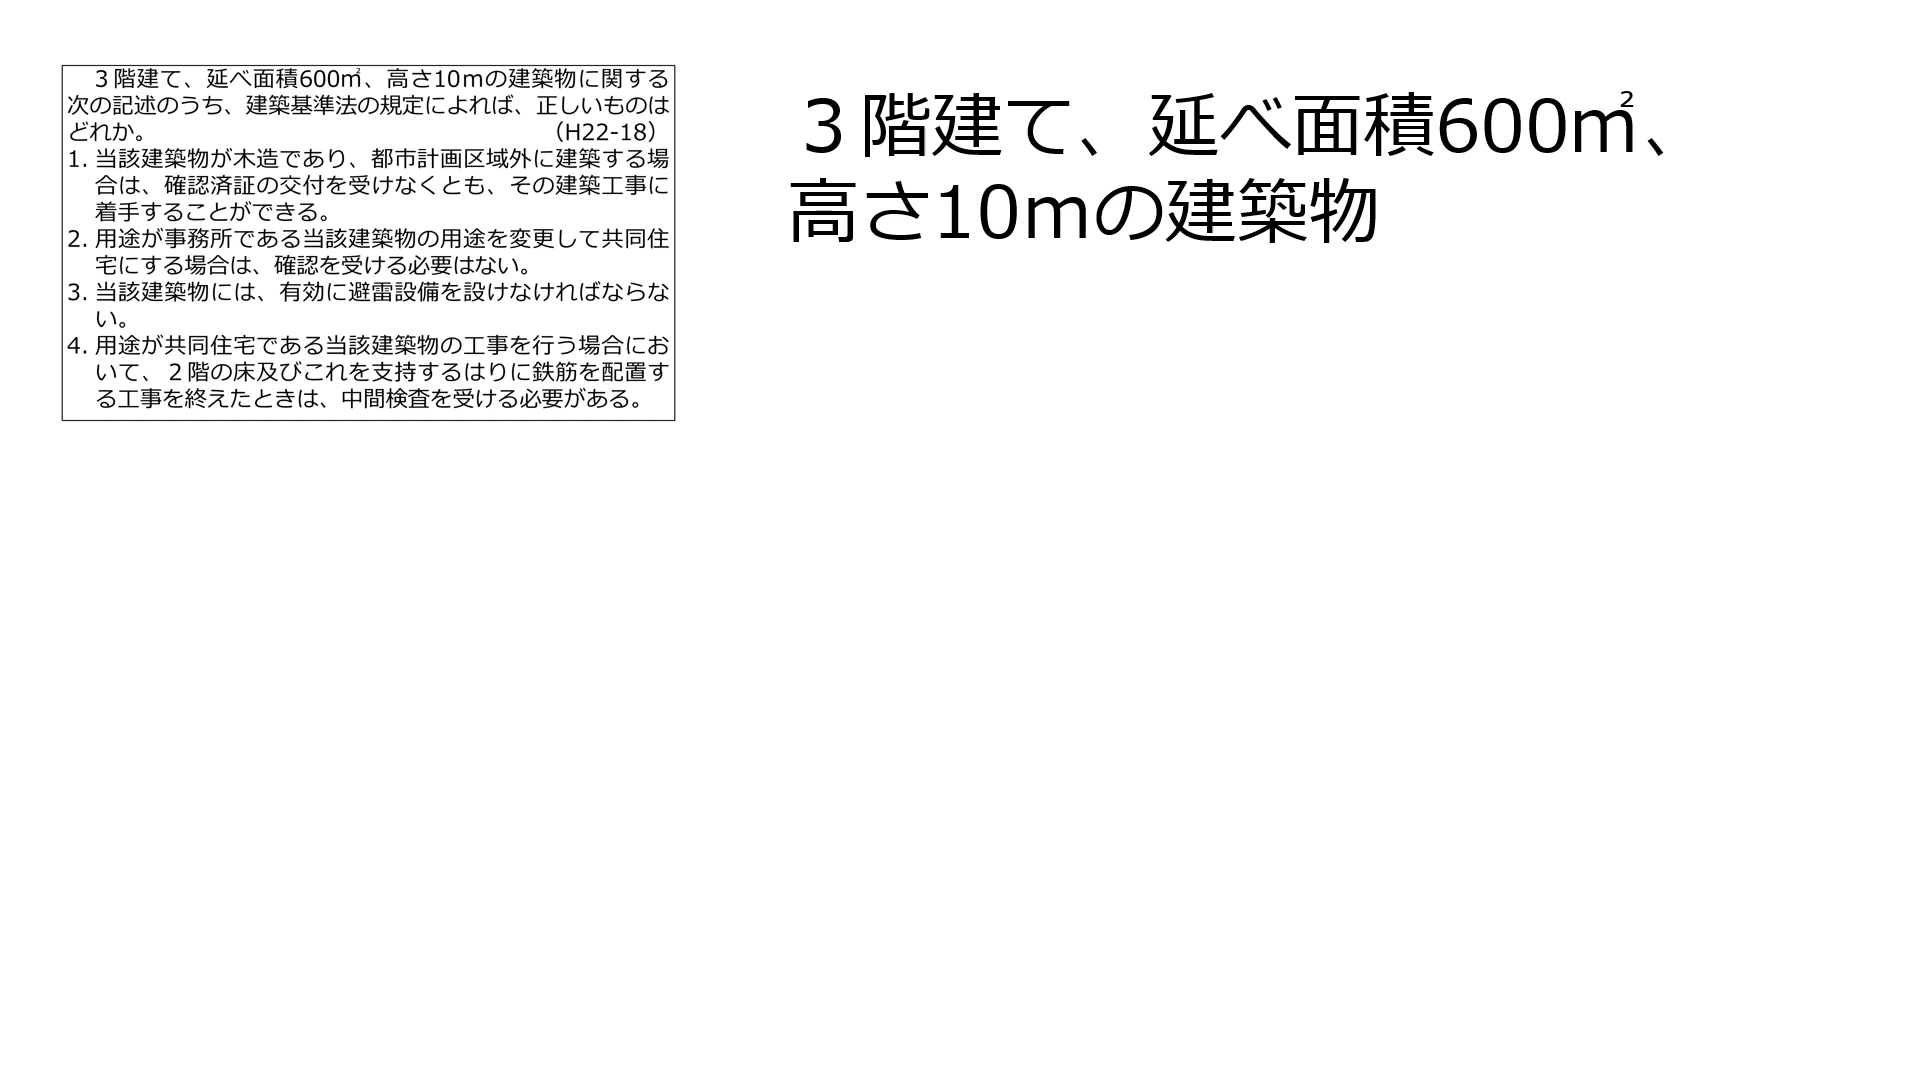 ３階建て、延べ面積600㎡、高さ10mの建築物に関する
次の記述のうち、建築基準法の規定によれば、正しいものは
どれか。（H22-18）
1. 当該建築物が木造であり、都市計画区域外に建築する場
合は、確認済証の交付を受けなくとも、その建築工事に
着手することができる。
2. 用途が事務所である当該建築物の用途を変更して共同住
宅にする場合は、確認を受ける必要はない。
3. 当該建築物には、有効に避雷設備を設けなければならな
い。
4. 用途が共同住宅である当該建築物の工事を行う場合にお
いて、２階の床及びこれを支持するはりに鉄筋を配置す
る工事を終えたときは、中間検査を受ける必要がある。
３階建て、延べ面積600㎡、
高さ10mの建築物